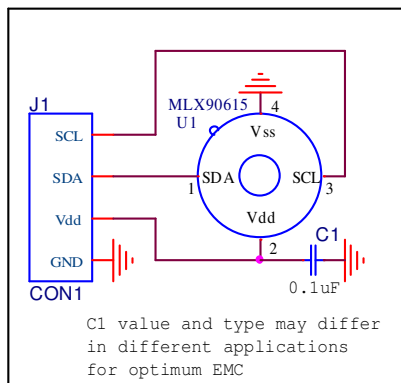 J1
MLX90615
U1
4
Vss
SCL
SDA
SDA
SCL
1
3
Vdd
Vdd
2
C1
GND
0.1uF
CON1
C1 value and type may differ
in different applications
for optimum EMC